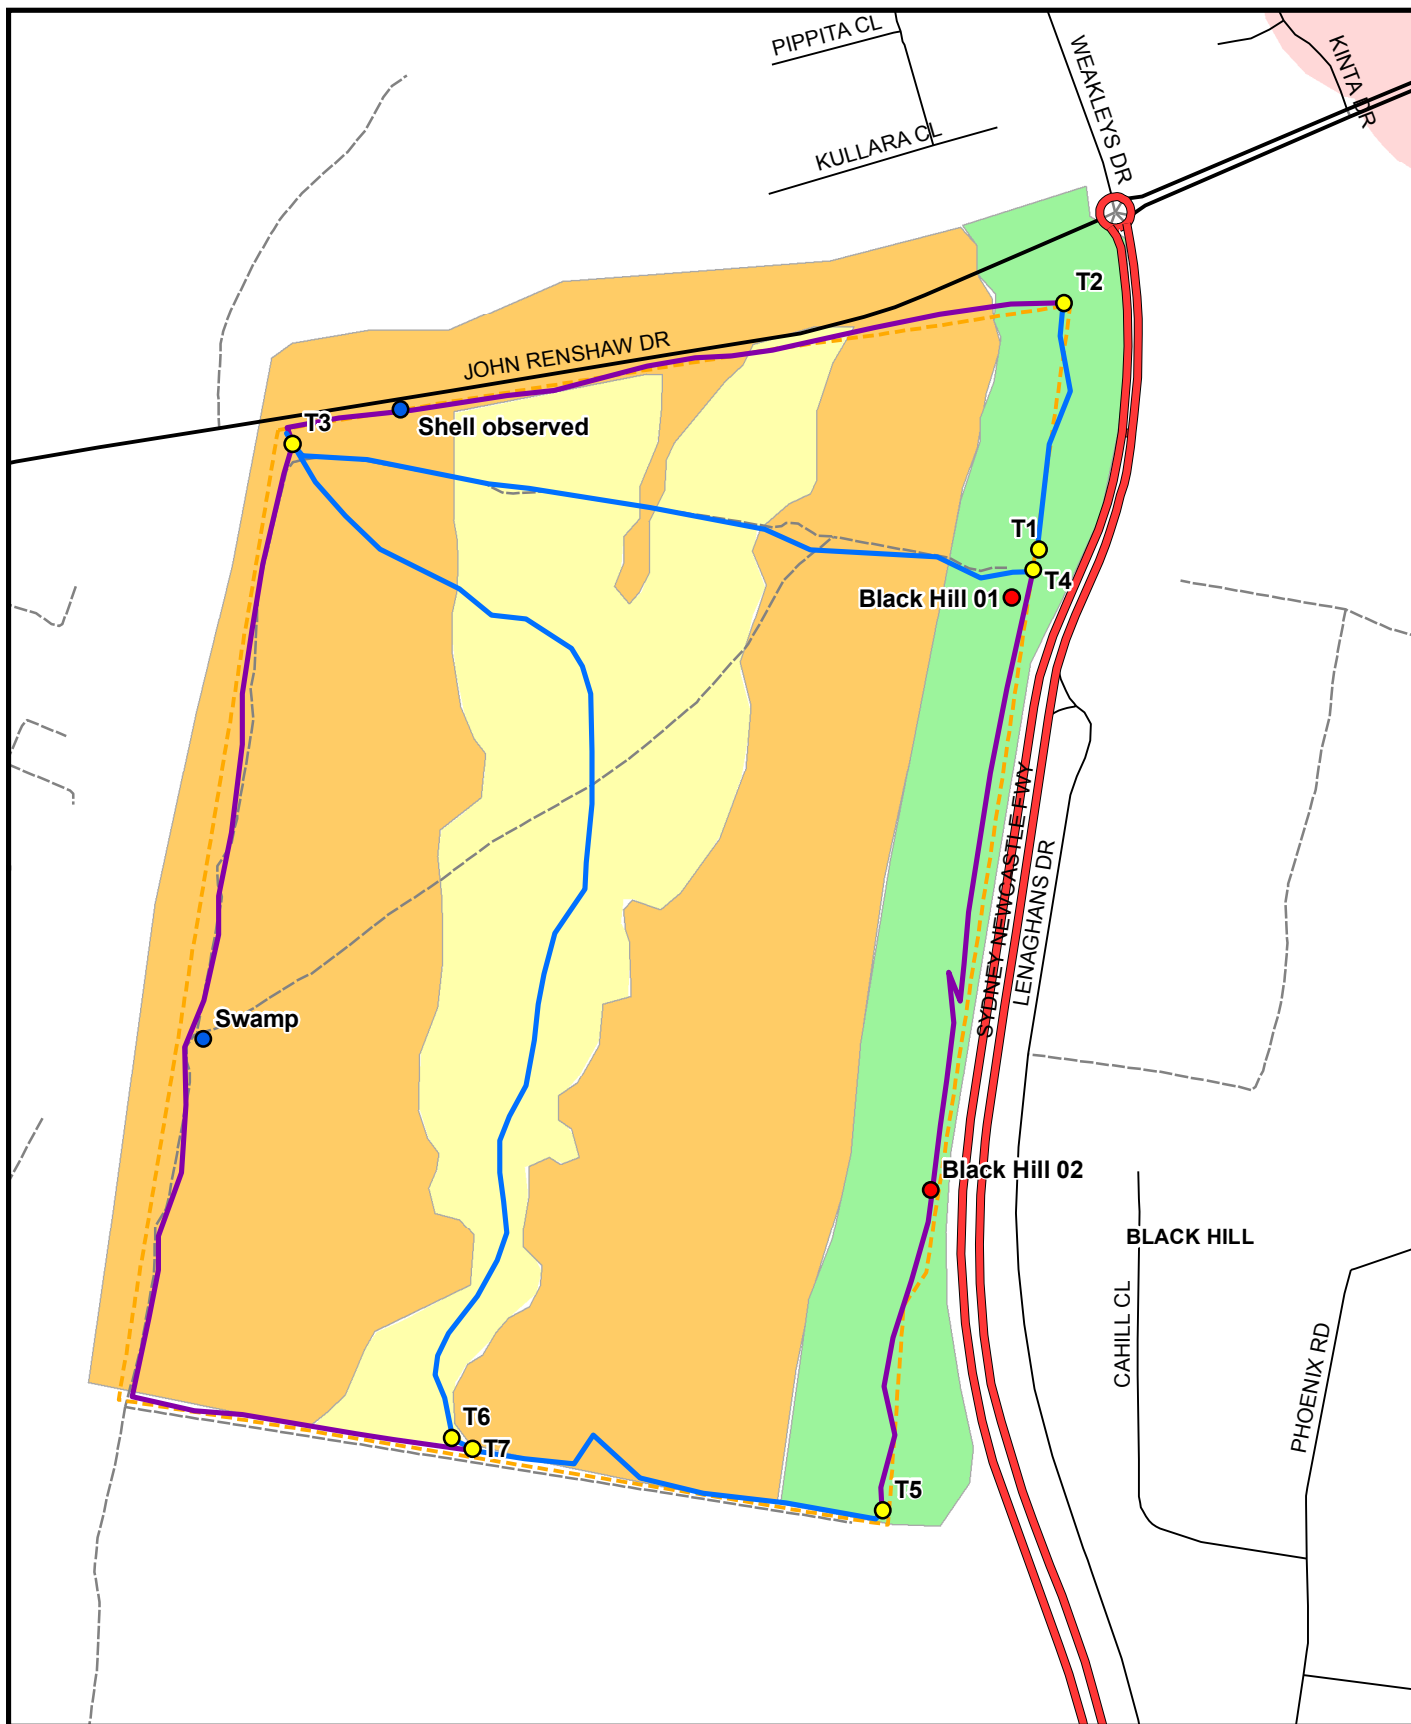 PIPPITA CL
WEAKLEYS DR
KINTA DR
KULLARA CL
T2
JOHN RENSHAW DR
T3
Shell observed
T1
T4
Black Hill 01
SYDNEY NEWCASTLE FWY
LENAGHANS DR
Swamp
Black Hill 02
BLACK HILL
CAHILL CL
PHOENIX RD
T6
T7
T5